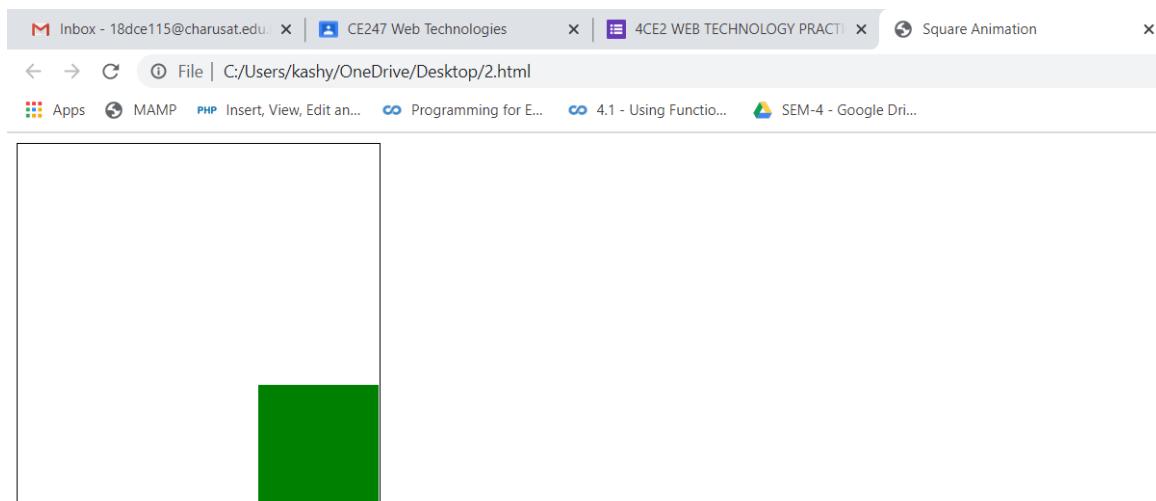 Inbox - 18dce115@charusat.edu. CE247 Web Technologies 4CE2 WEB TECHNOLOGY PRACTI Square Animation
File | C:/Users/kashy/OneDrive/Desktop/2.html
Apps MAMP PHP Insert, View, Edit an... Programming for E... 4.1 - Using Functio... SEM-4 - Google Dri...